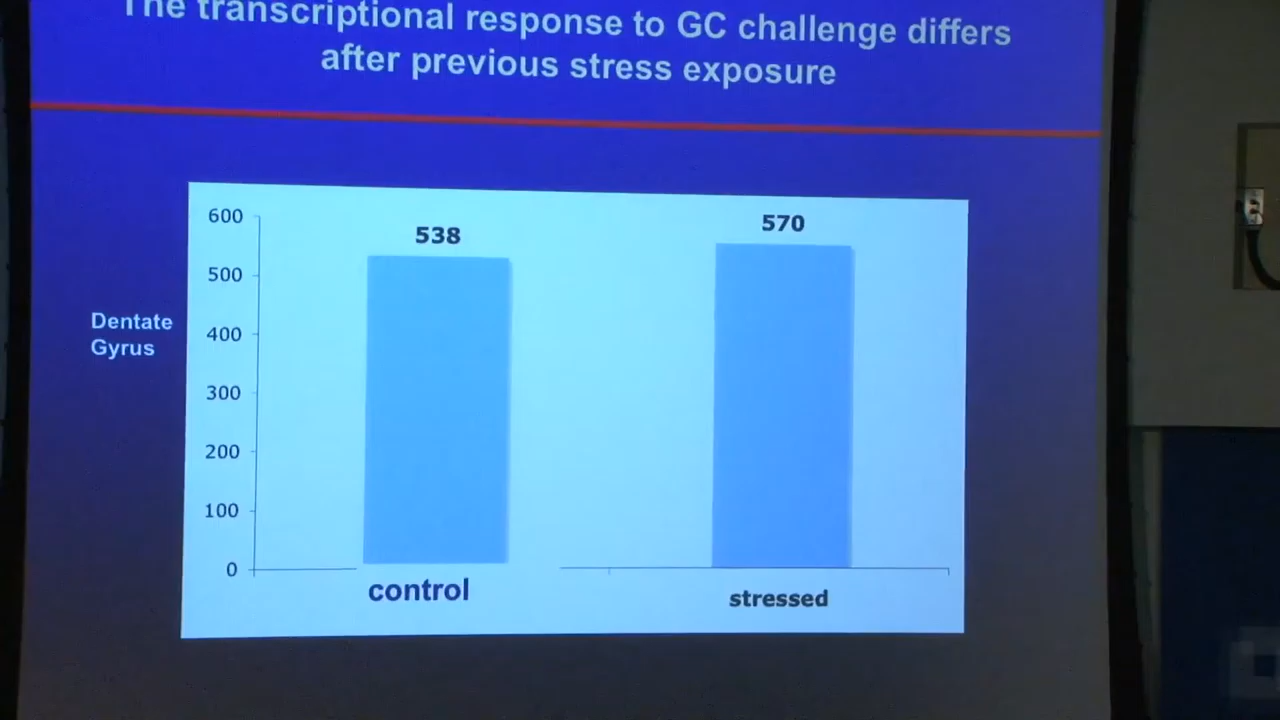 The transcriptional response to GC challenge differs
after previous stress exposure
600
500
400
300
200
100
0
Dentate
Gyrus
538
570
control
stressed